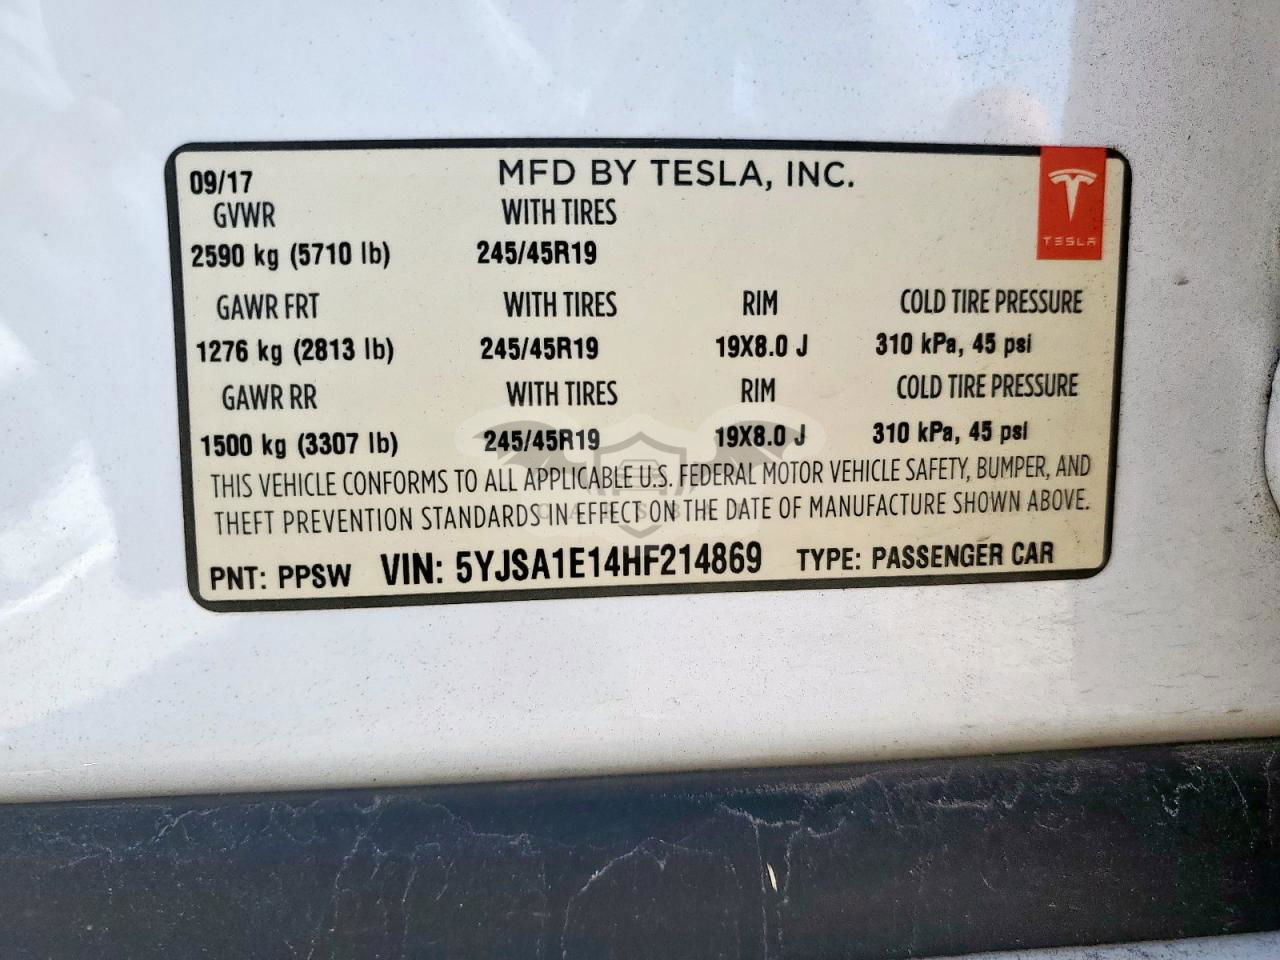 09/17 MFD BY TESLA, INC.
TESLA
GVWR WITH TIRES
2590 kg (5710 lb) 245/45R19
GAWR FRT WITH TIRES RIM COLD TIRE PRESSURE
1276 kg (2813 lb) 245/45R19 19X8.0 J 310 kPa, 45 psi
GAWR RR WITH TIRES RIM COLD TIRE PRESSURE
1500 kg (3307 lb) 245/45R19 19X8.0 J 310 kPa, 45 psi
THIS VEHICLE CONFORMS TO ALL APPLICABLE U.S. FEDERAL MOTOR VEHICLE SAFETY, BUMPER, AND
THEFT PREVENTION STANDARDS IN EFFECT ON THE DATE OF MANUFACTURE SHOWN ABOVE.
PNT: PPSW VIN: 5YJSA1E14HF214869 TYPE: PASSENGER CAR